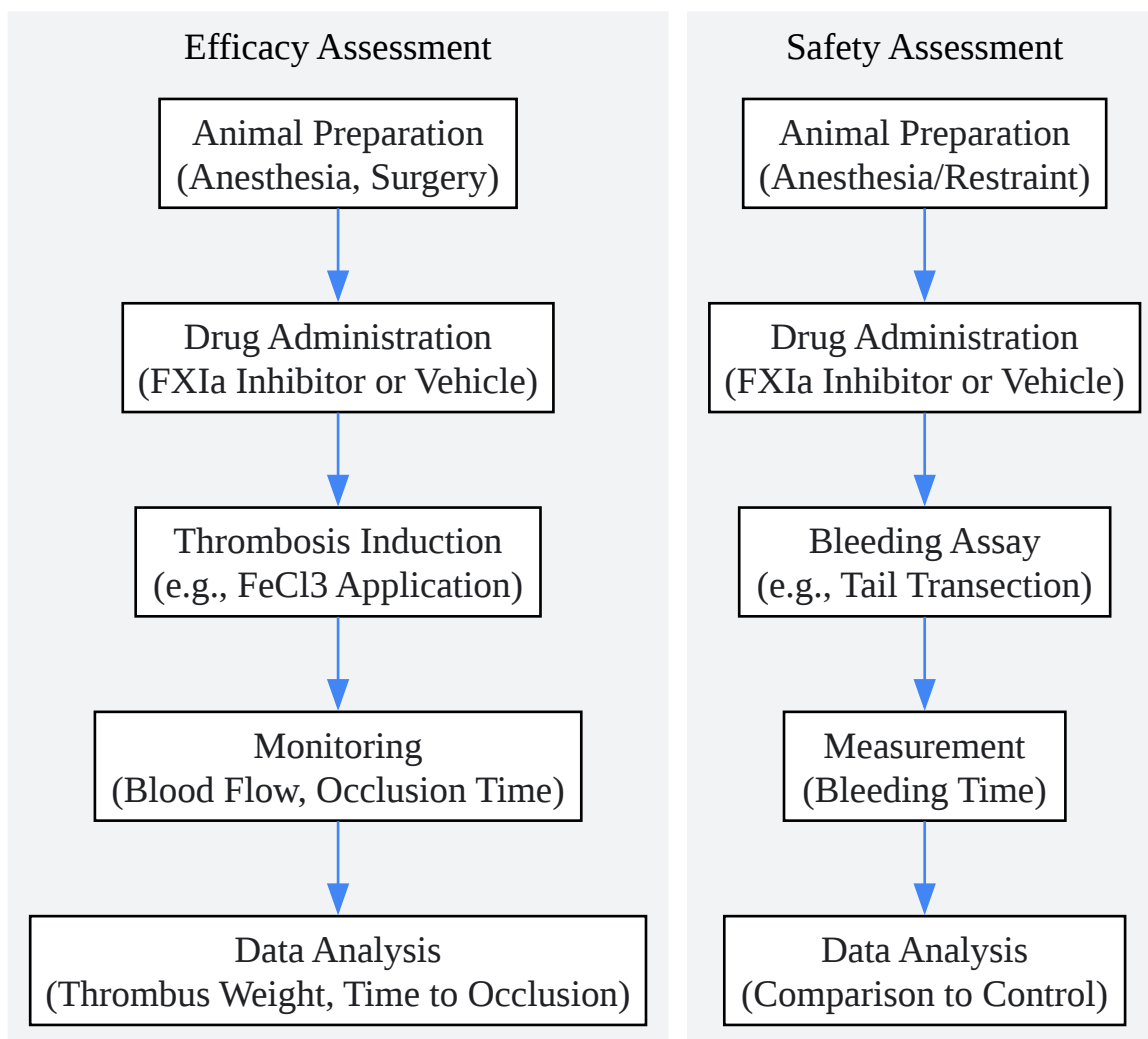 Efficacy Assessment
Animal Preparation
(Anesthesia, Surgery)
Drug Administration
(FXIa Inhibitor or Vehicle)
Thrombosis Induction
(e.g., FeCl3 Application)
Monitoring
(Blood Flow, Occlusion Time)
Data Analysis
(Thrombus Weight, Time to Occlusion)
Safety Assessment
Animal Preparation
(Anesthesia/Restraint)
Drug Administration
(FXIa Inhibitor or Vehicle)
Bleeding Assay
(e.g., Tail Transection)
Measurement
(Bleeding Time)
Data Analysis
(Comparison to Control)